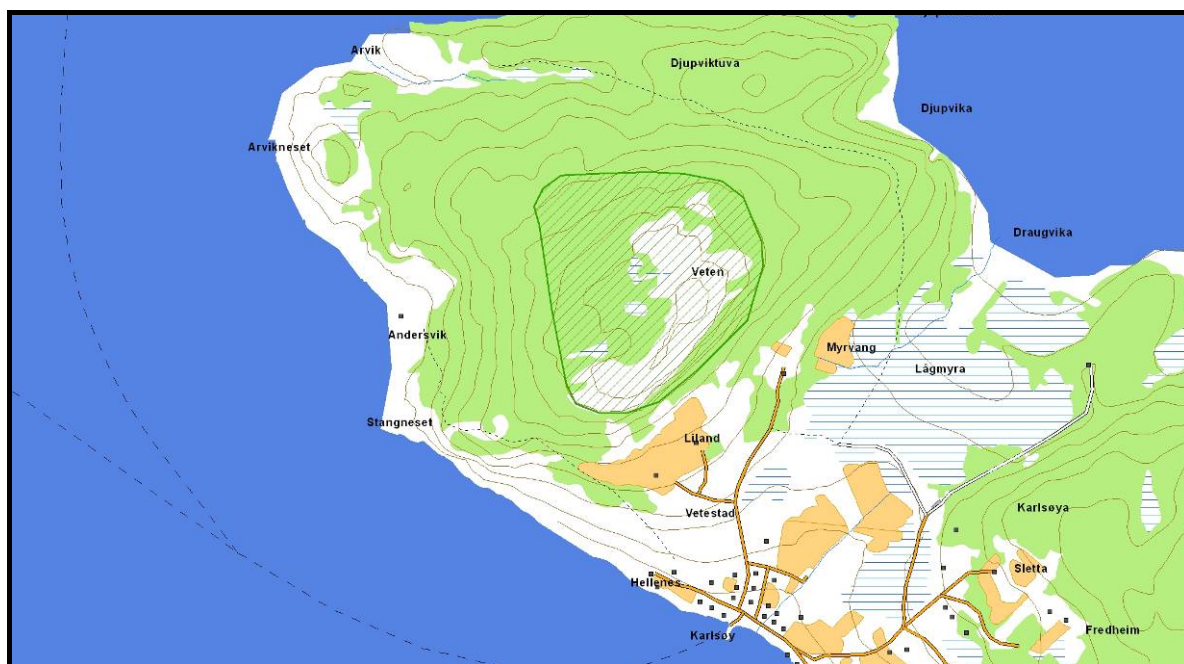 Arvik
Djupviktuva
Djupvika
Arvikneset
Draugvika
Veten
Andersvik
Myrvang
Lågmyra
Stangneset
Liland
Vetestad
Karlsøya
Sletta
Hellenes
Karlsøy
Fredheim